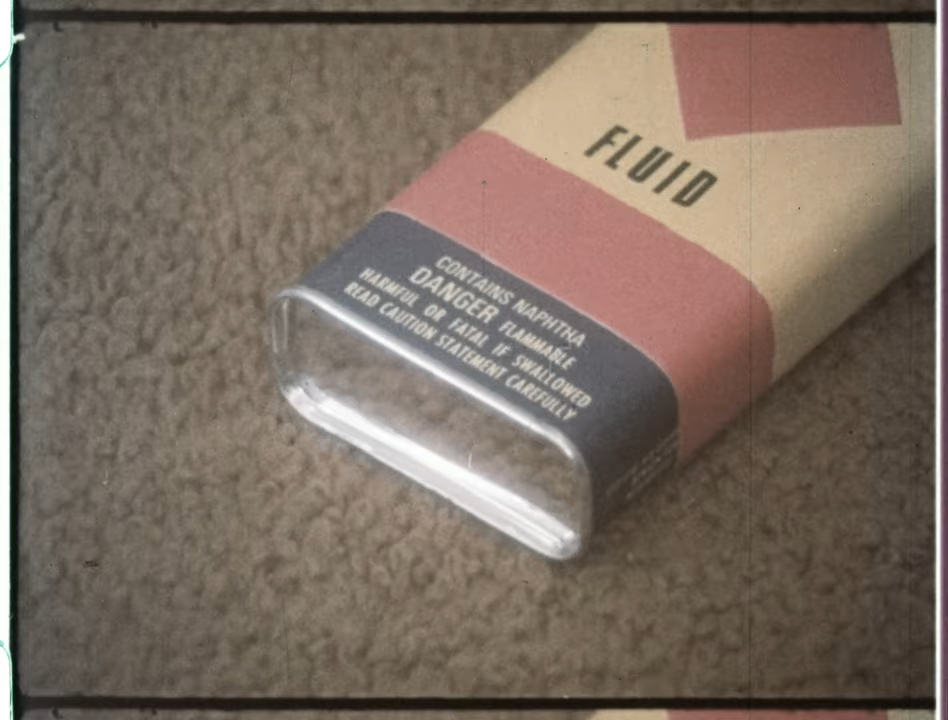 FLUID
CONTAINS NAPHTHA
DANGER FLAMMABLE
HARMFUL OR FATAL IF SWALLOWED
READ CAUTION STATEMENT CAREFULLY